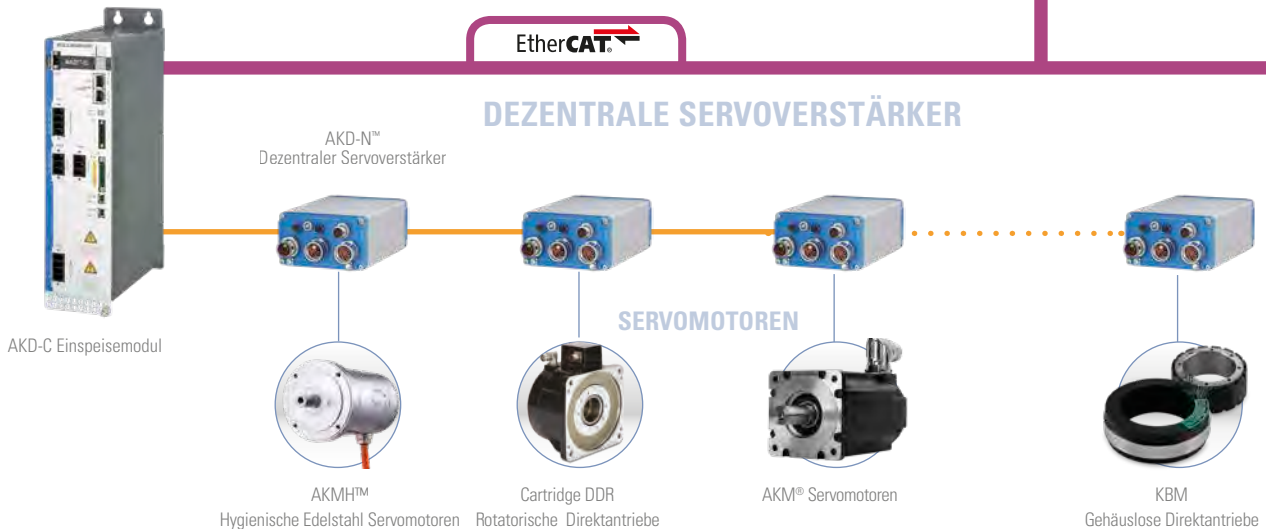 EtherCAT®
DEZENTRALE SERVOVERSTÄRKER
AKD-N™
Dezentraler Servoverstärker
SERVOMOTOREN
AKD-C Einspeisemodul
AKMH™
Hygienische Edelstahl Servomotoren
Cartridge DDR
Rotatorische Direktantriebe
AKM® Servomotoren
KBM
Gehäuslose Direktantriebe